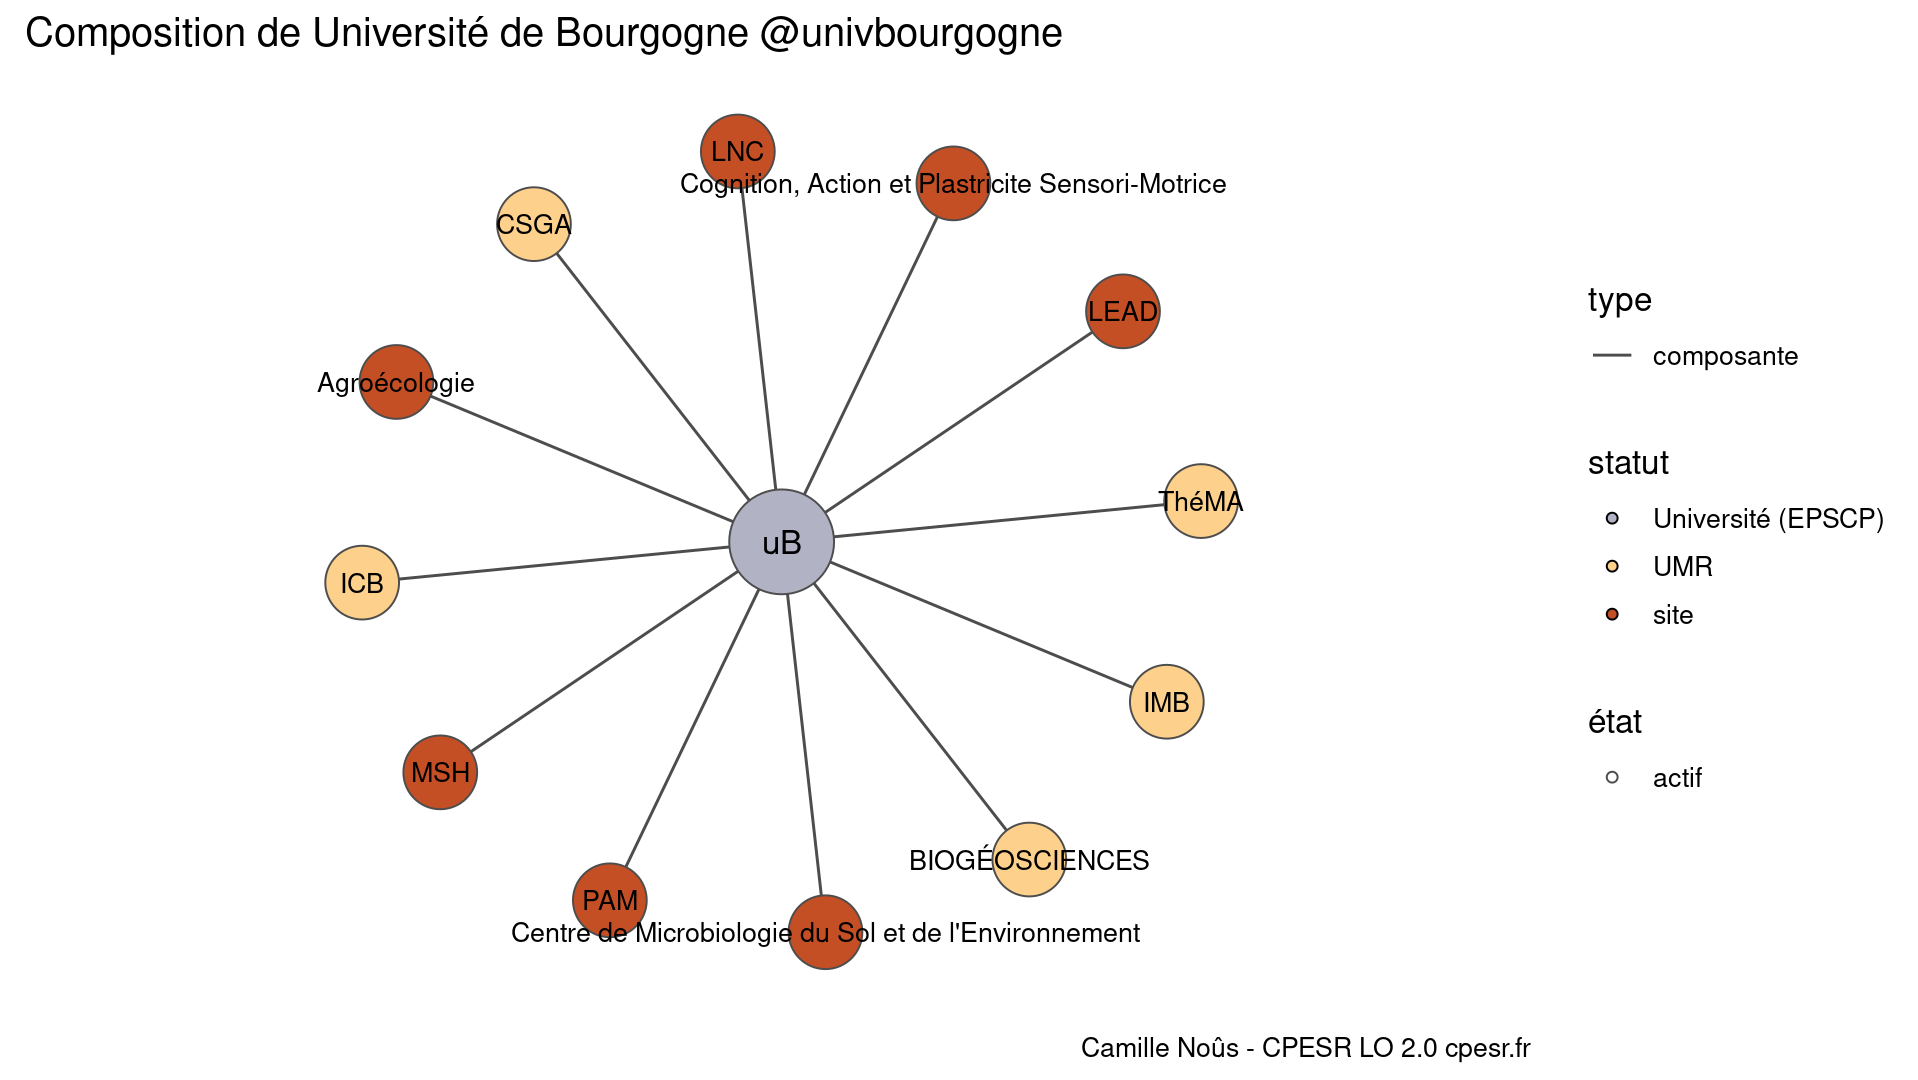 Composition de Université de Bourgogne @univbourgogne
LNC
Cognition, Action et Plastricite Sensori-Motrice
CSGA
LEAD
Agroécologie
ThéMA
uB
ICB
IMB
MSH
BIOGÉOSCIENCES
PAM
Centre de Microbiologie du Sol et de l'Environnement
type
composante
statut
Université (EPSCP)
UMR
site
état
actif
Camille Noûs - CPESR LO 2.0 cpesr.fr